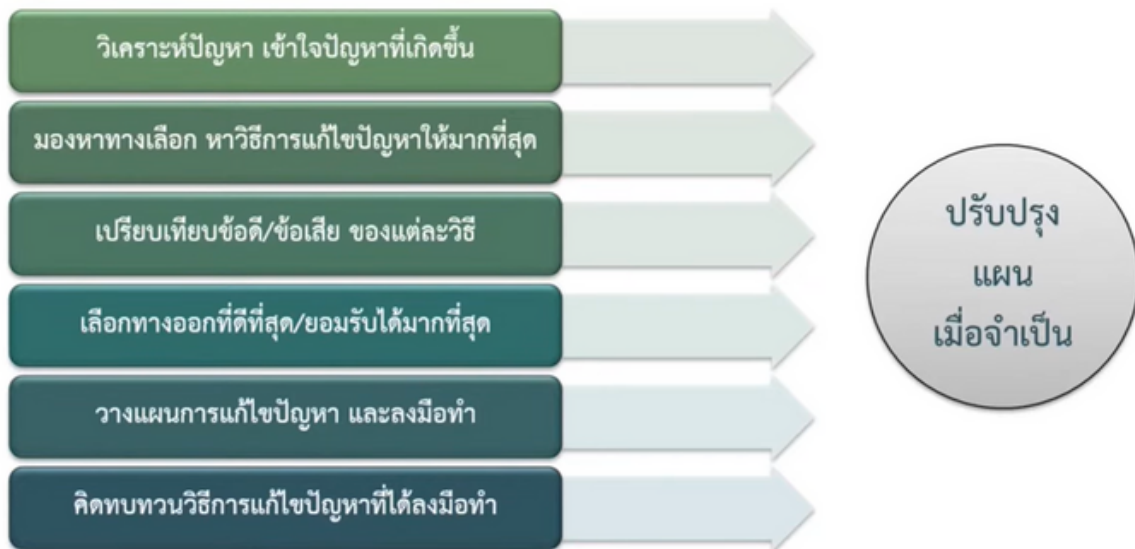 วิเคราะห์ปัญหา เข้าใจปัญหาที่เกิดขึ้น
มองหาทางเลือก หาวิธีการแก้ไขปัญหาให้มากที่สุด
เปรียบเทียบข้อดี/ข้อเสีย ของแต่ละวิธี
เลือกทางออกที่ดีที่สุด/ยอมรับได้มากที่สุด
วางแผนการแก้ไขปัญหา และลงมือทำ
คิดทบทวนวิธีการแก้ไขปัญหาที่ได้ลงมือทำ
ปรับปรุง
แผน
เมื่อจำเป็น